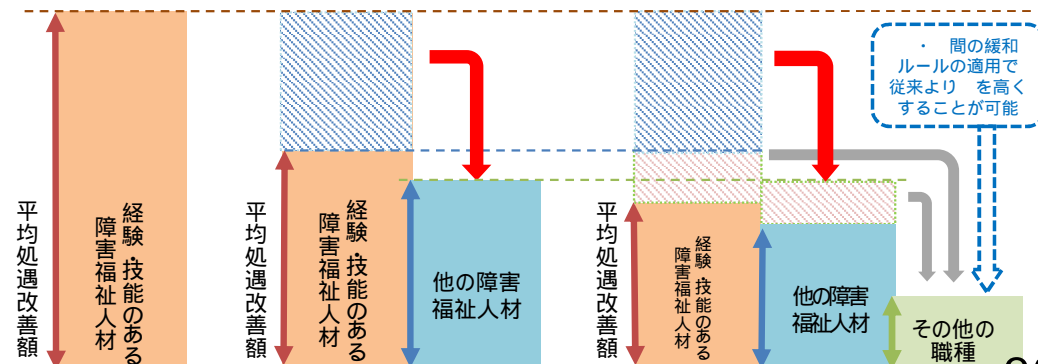 ・　間の緩和
ルールの適用で
従来より　を高く
することが可能
平均処遇改善額
経験・技能のある
障害福祉人材
平均処遇改善額
経験・技能のある
障害福祉人材
他の障害
福祉人材
平均処遇改善額
経験・技能のある
障害福祉人材
他の障害
福祉人材
その他の
職種